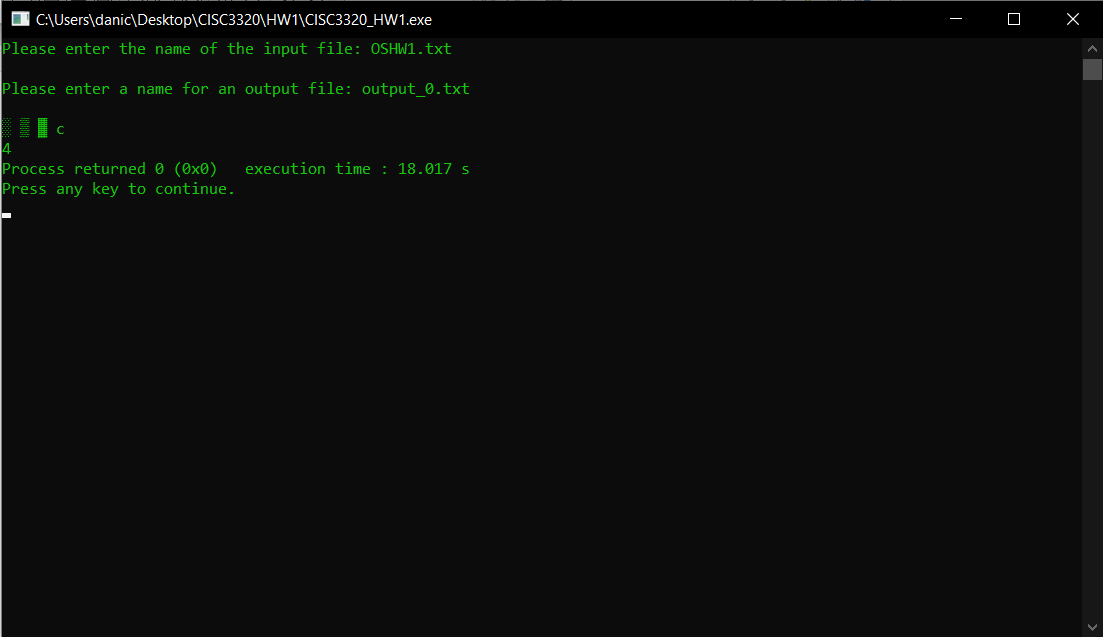 C:\Users\danic\Desktop\CISC3320\HW1\CISC3320_HW1.exe
Please enter the name of the input file: OSHW1.txt
Please enter a name for an output file: output_0.txt
░ ▒ ▓ c
4
Process returned 0 (0x0)   execution time : 18.017 s
Press any key to continue.